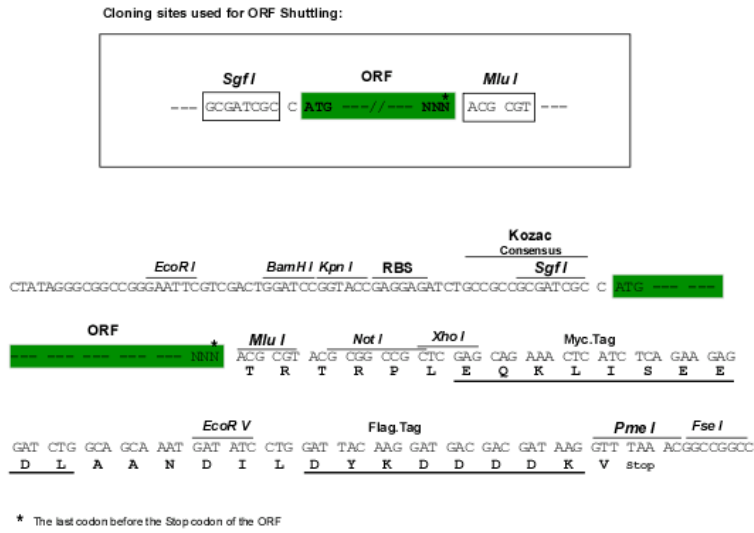 Cloning sites used for ORF Shuttling:
Sgf I ORF Mlu I
*
--- GCGATCGC C ATG ---//--- NNN ACG CGT ---
Kozac
Consensus
EcoR I BamH I Kpn I RBS Sgf I
CTATAGGGCGGCCGGGAATTCGTCGACTGGATCCGGTACCGAGGAGATCTGCCGCCGCGATCGC C ATG --- --- ---
ORF
* Mlu I Not I Xho I Myc.Tag
--- --- --- --- --- --- NNN ACG CGT ACG CGG CCG CTC GAG CAG AAA CTC ATC TCA GAA GAG
T R T R P L E Q K L I S E E
EcoR V Flag.Tag Pme I Fse I
GAT CTG GCA GCA AAT GAT ATC CTG GAT TAC AAG GAT GAC GAC GAT AAG GTT TAA ACGGCCGGCC
D L A A N D I L D Y K D D D D K V Stop
* The last codon before the Stop codon of the ORF